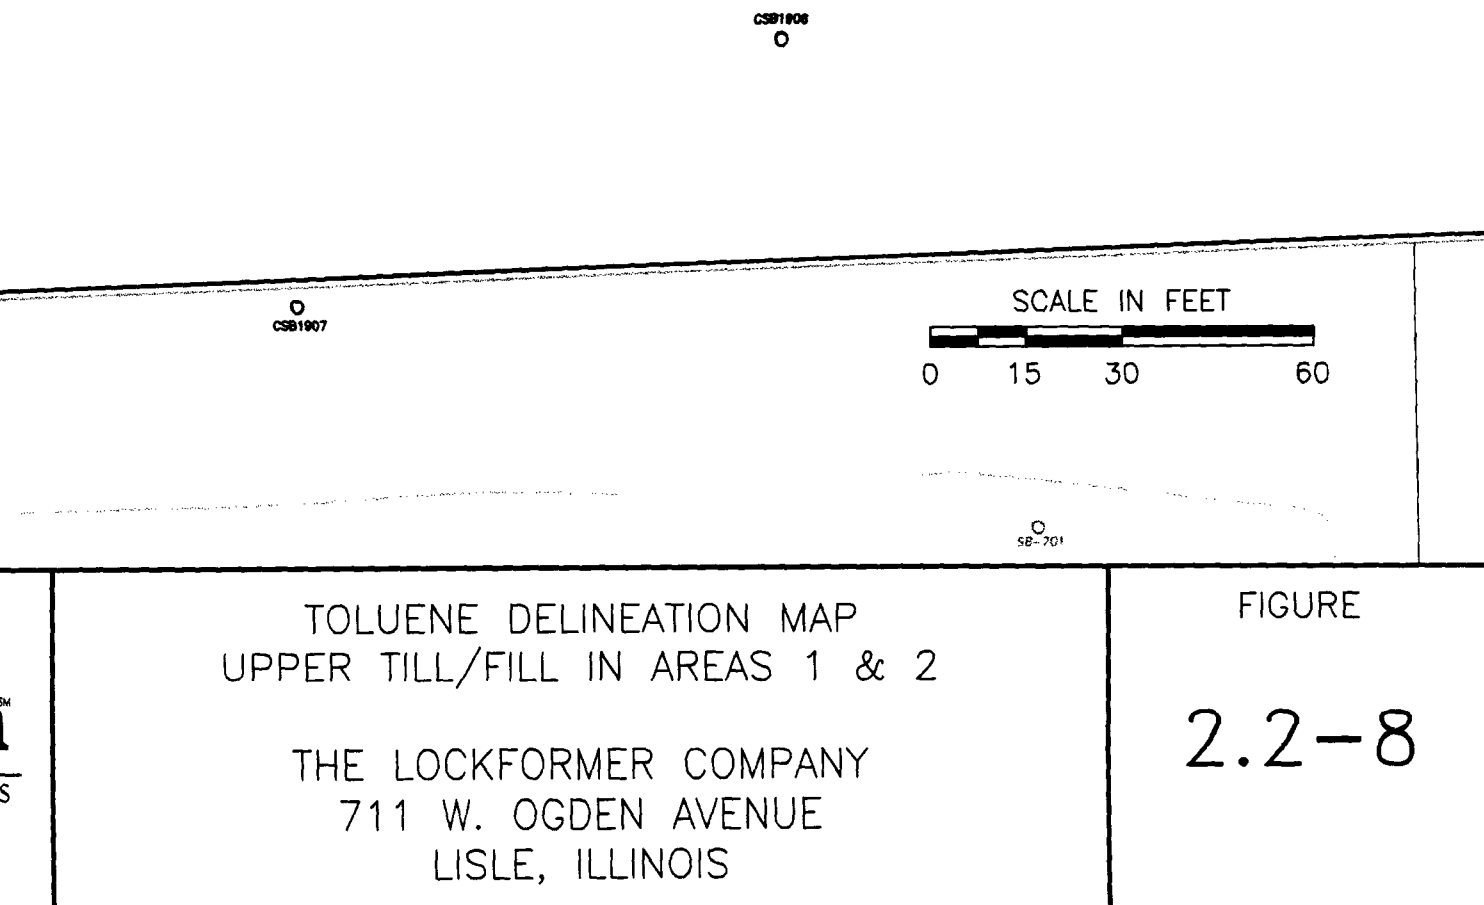 CSB1906
CSB1907
SCALE IN FEET
0 15 30 60
SB-701
TOLUENE DELINEATION MAP
UPPER TILL/FILL IN AREAS 1 & 2
THE LOCKFORMER COMPANY
711 W. OGDEN AVENUE
LISLE, ILLINOIS
FIGURE
2.2-8
SM
S